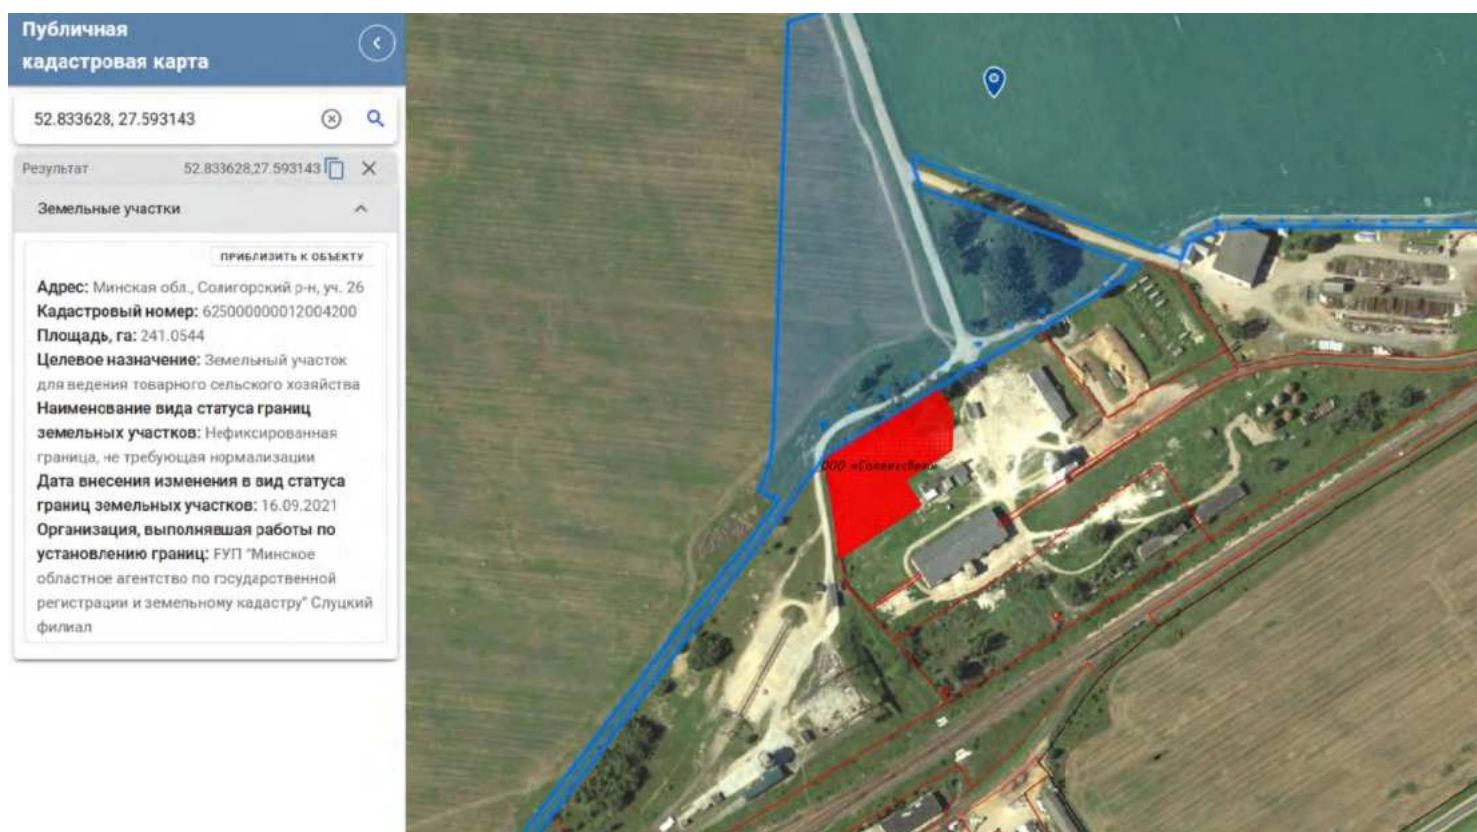 Публичная
кадастровая карта
52.833628, 27.593143
Результат 52.833628,27.593143
Земельные участки
ПРИБЛИЗИТЬ К ОБЪЕКТУ
Адрес: Минская обл., Солигорский р-н, уч. 26
Кадастровый номер: 625000000012004200
Площадь, га: 241.0544
Целевое назначение: Земельный участок
для ведения товарного сельского хозяйства
Наименование вида статуса границ
земельных участков: Нефиксированная
граница, не требующая нормализации
Дата внесения изменения в вид статуса
границ земельных участков: 16.09.2021
Организация, выполнявшая работы по
установлению границ: РУП "Минское
областное агентство по государственной
регистрации и земельному кадастру" Слуцкий
филиал
ООО